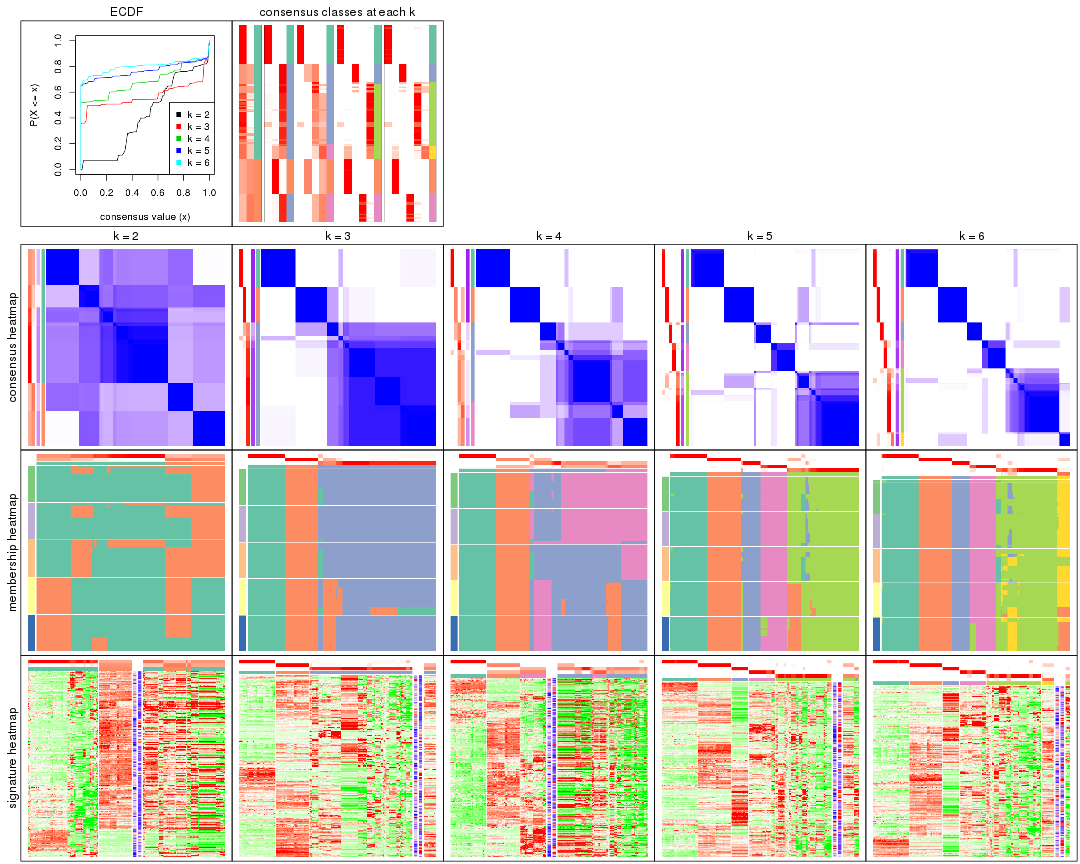 ECDF
consensus classes at each k
P(X <= x)
1.0
0.8
0.6
0.4
0.2
0.0
k = 2
k = 3
k = 4
k = 5
k = 6
0.0 0.2 0.4 0.6 0.8 1.0
consensus value (x)
k = 2 k = 3 k = 4 k = 5 k = 6
consensus heatmap
membership heatmap
signature heatmap